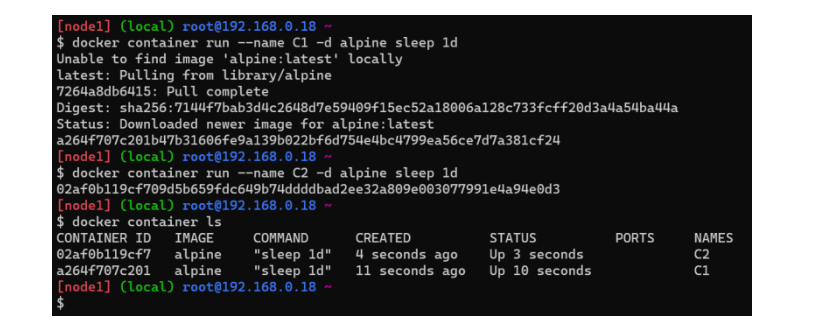 [node1] (local) root@192.168.0.18 ~
$ docker container run --name C1 -d alpine sleep 1d
Unable to find image 'alpine:latest' locally
latest: Pulling from library/alpine
7264a8db6415: Pull complete
Digest: sha256:7144f7bab3d4c2648d7e59409f15ec52a18006a128c733fcff20d3a4a54ba44a
Status: Downloaded newer image for alpine:latest
a264f707c201b47b31606fe9a139b022bf6d754e4bc4799ea56ce7d7a381cf24
[node1] (local) root@192.168.0.18 ~
$ docker container run --name C2 -d alpine sleep 1d
02af0b119cf709d5b659fdc649b74ddddbad2ee32a809e003077991e4a94e0d3
[node1] (local) root@192.168.0.18 ~
$ docker container ls
CONTAINER ID   IMAGE     COMMAND      CREATED          STATUS          PORTS     NAMES
02af0b119cf7   alpine    "sleep 1d"   4 seconds ago    Up 3 seconds              C2
a264f707c201   alpine    "sleep 1d"   11 seconds ago   Up 10 seconds             C1
[node1] (local) root@192.168.0.18 ~
$